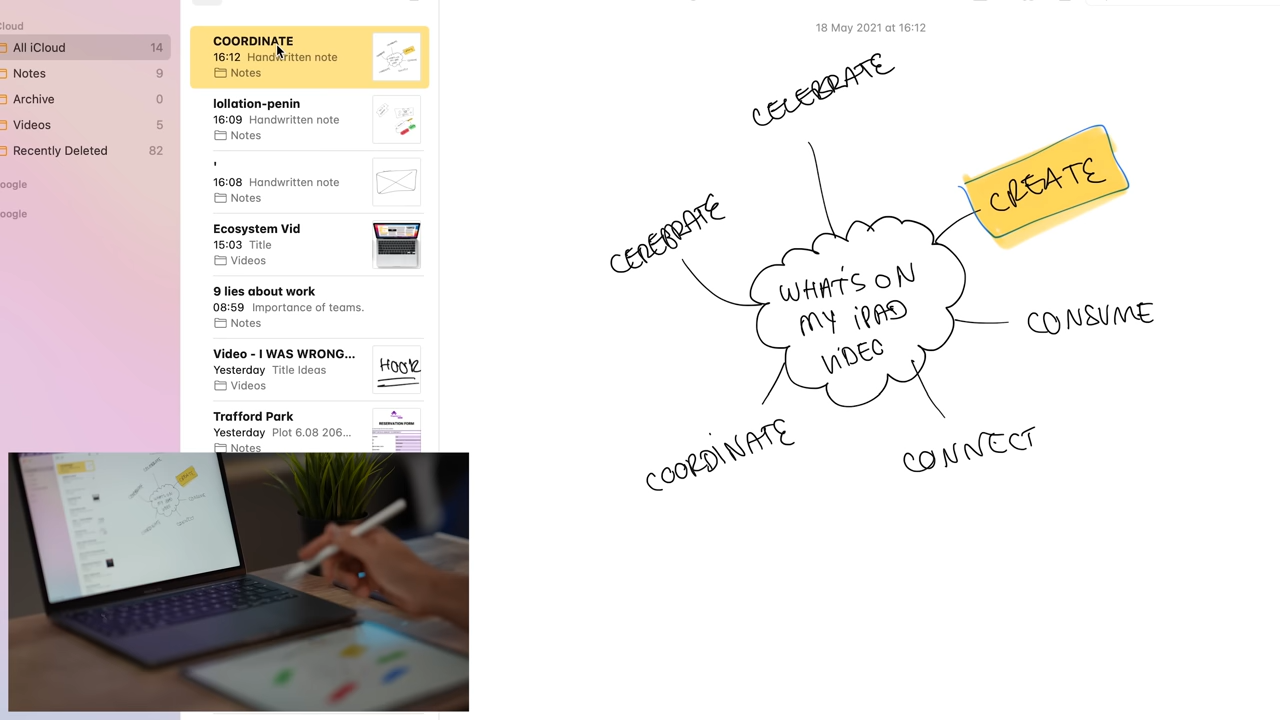 Cloud
All iCloud 14
Notes 9
Archive 0
Videos 5
Recently Deleted 82
oogle
oogle
COORDINATE
16:12 Handwritten note
Notes
lollation-penin
16:09 Handwritten note
Notes
'
16:08 Handwritten note
Notes
Ecosystem Vid
15:03 Title
Videos
9 lies about work
08:59 Importance of teams.
Notes
Video - I WAS WRONG...
Yesterday Title Ideas
Videos
HOOK
Trafford Park
Yesterday Plot 6.08 206...
Notes
RESERVATION FORM
18 May 2021 at 16:12
CELEBRATE
CREATE
CEREBRATE
WHAT'S ON
MY iPAD
VIDEO
CONSUME
COORDINATE
CONNECT